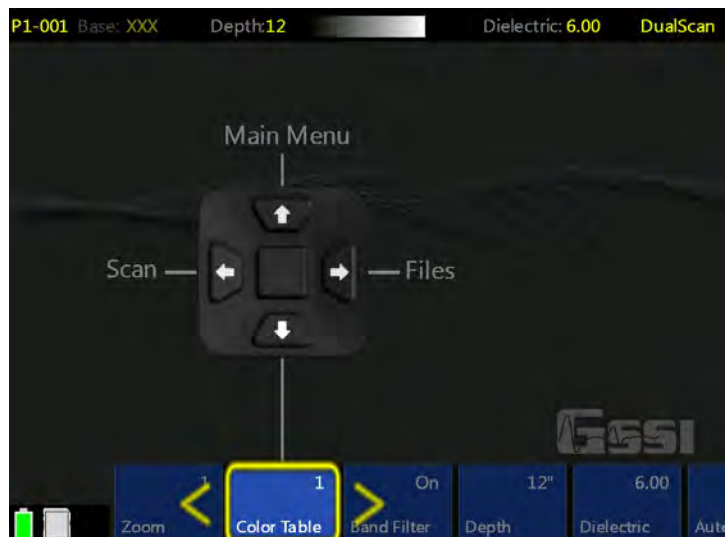 P1-001 Base: XXX Depth:12 Dielectric: 6.00 DualScan
Main Menu
Scan Files
GSSI
1 1 On 12" 6.00
Zoom Color Table Band Filter Depth Dielectric Aut